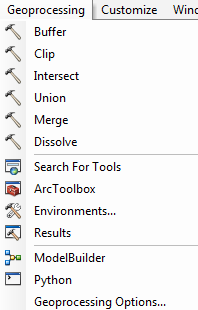 Geoprocessing Customize
Buffer
Clip
Intersect
Union
Merge
Dissolve
Search For Tools
ArcToolbox
Environments...
Results
ModelBuilder
Python
Geoprocessing Options...